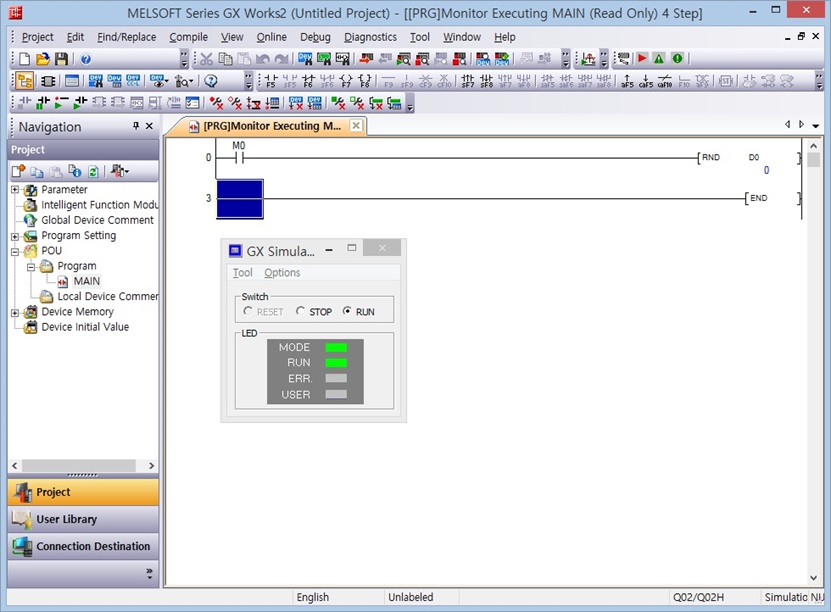 MELSOFT Series GX Works2 (Untitled Project) - [[PRG]Monitor Executing MAIN (Read Only) 4 Step]
Project Edit Find/Replace Compile View Online Debug Diagnostics Tool Window Help
Navigation
[PRG]Monitor Executing M...
Project
Parameter
Intelligent Function Modu
Global Device Comment
Program Setting
POU
Program
MAIN
Local Device Commer
Device Memory
Device Initial Value
Project
User Library
Connection Destination
M0
0 RND D0
0
3 END
GX Simula...
Tool Options
Switch
RESET STOP RUN
LED
MODE
RUN
ERR.
USER
English Unlabeled Q02/Q02H Simulatio